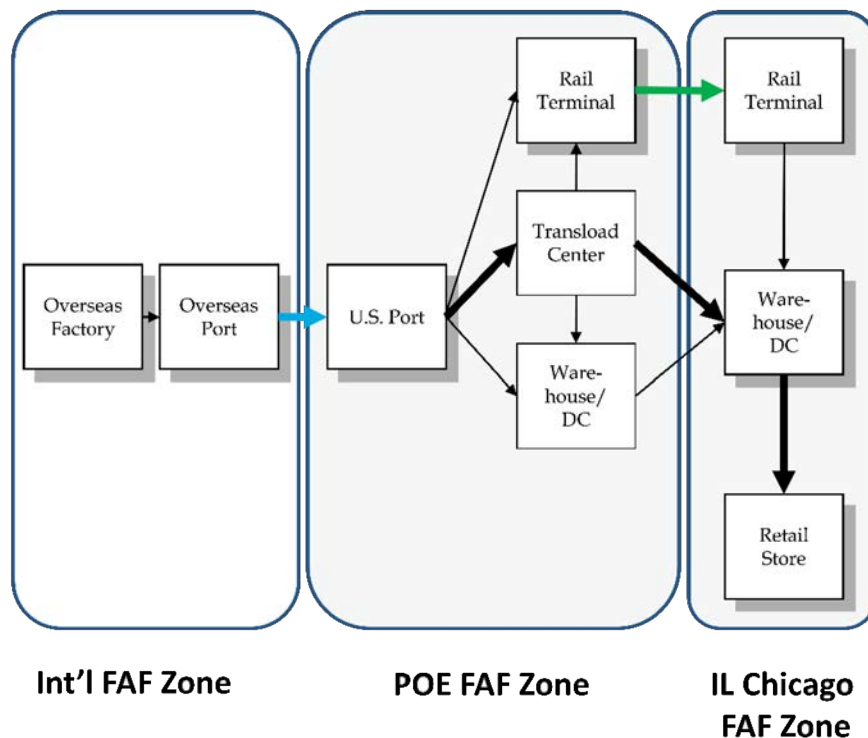 Rail
Terminal
Rail
Terminal
Transload
Center
Overseas
Factory
Overseas
Port
U.S. Port
Ware-
house/
DC
Ware-
house/
DC
Retail
Store
Int'l FAF Zone
POE FAF Zone
IL Chicago
FAF Zone